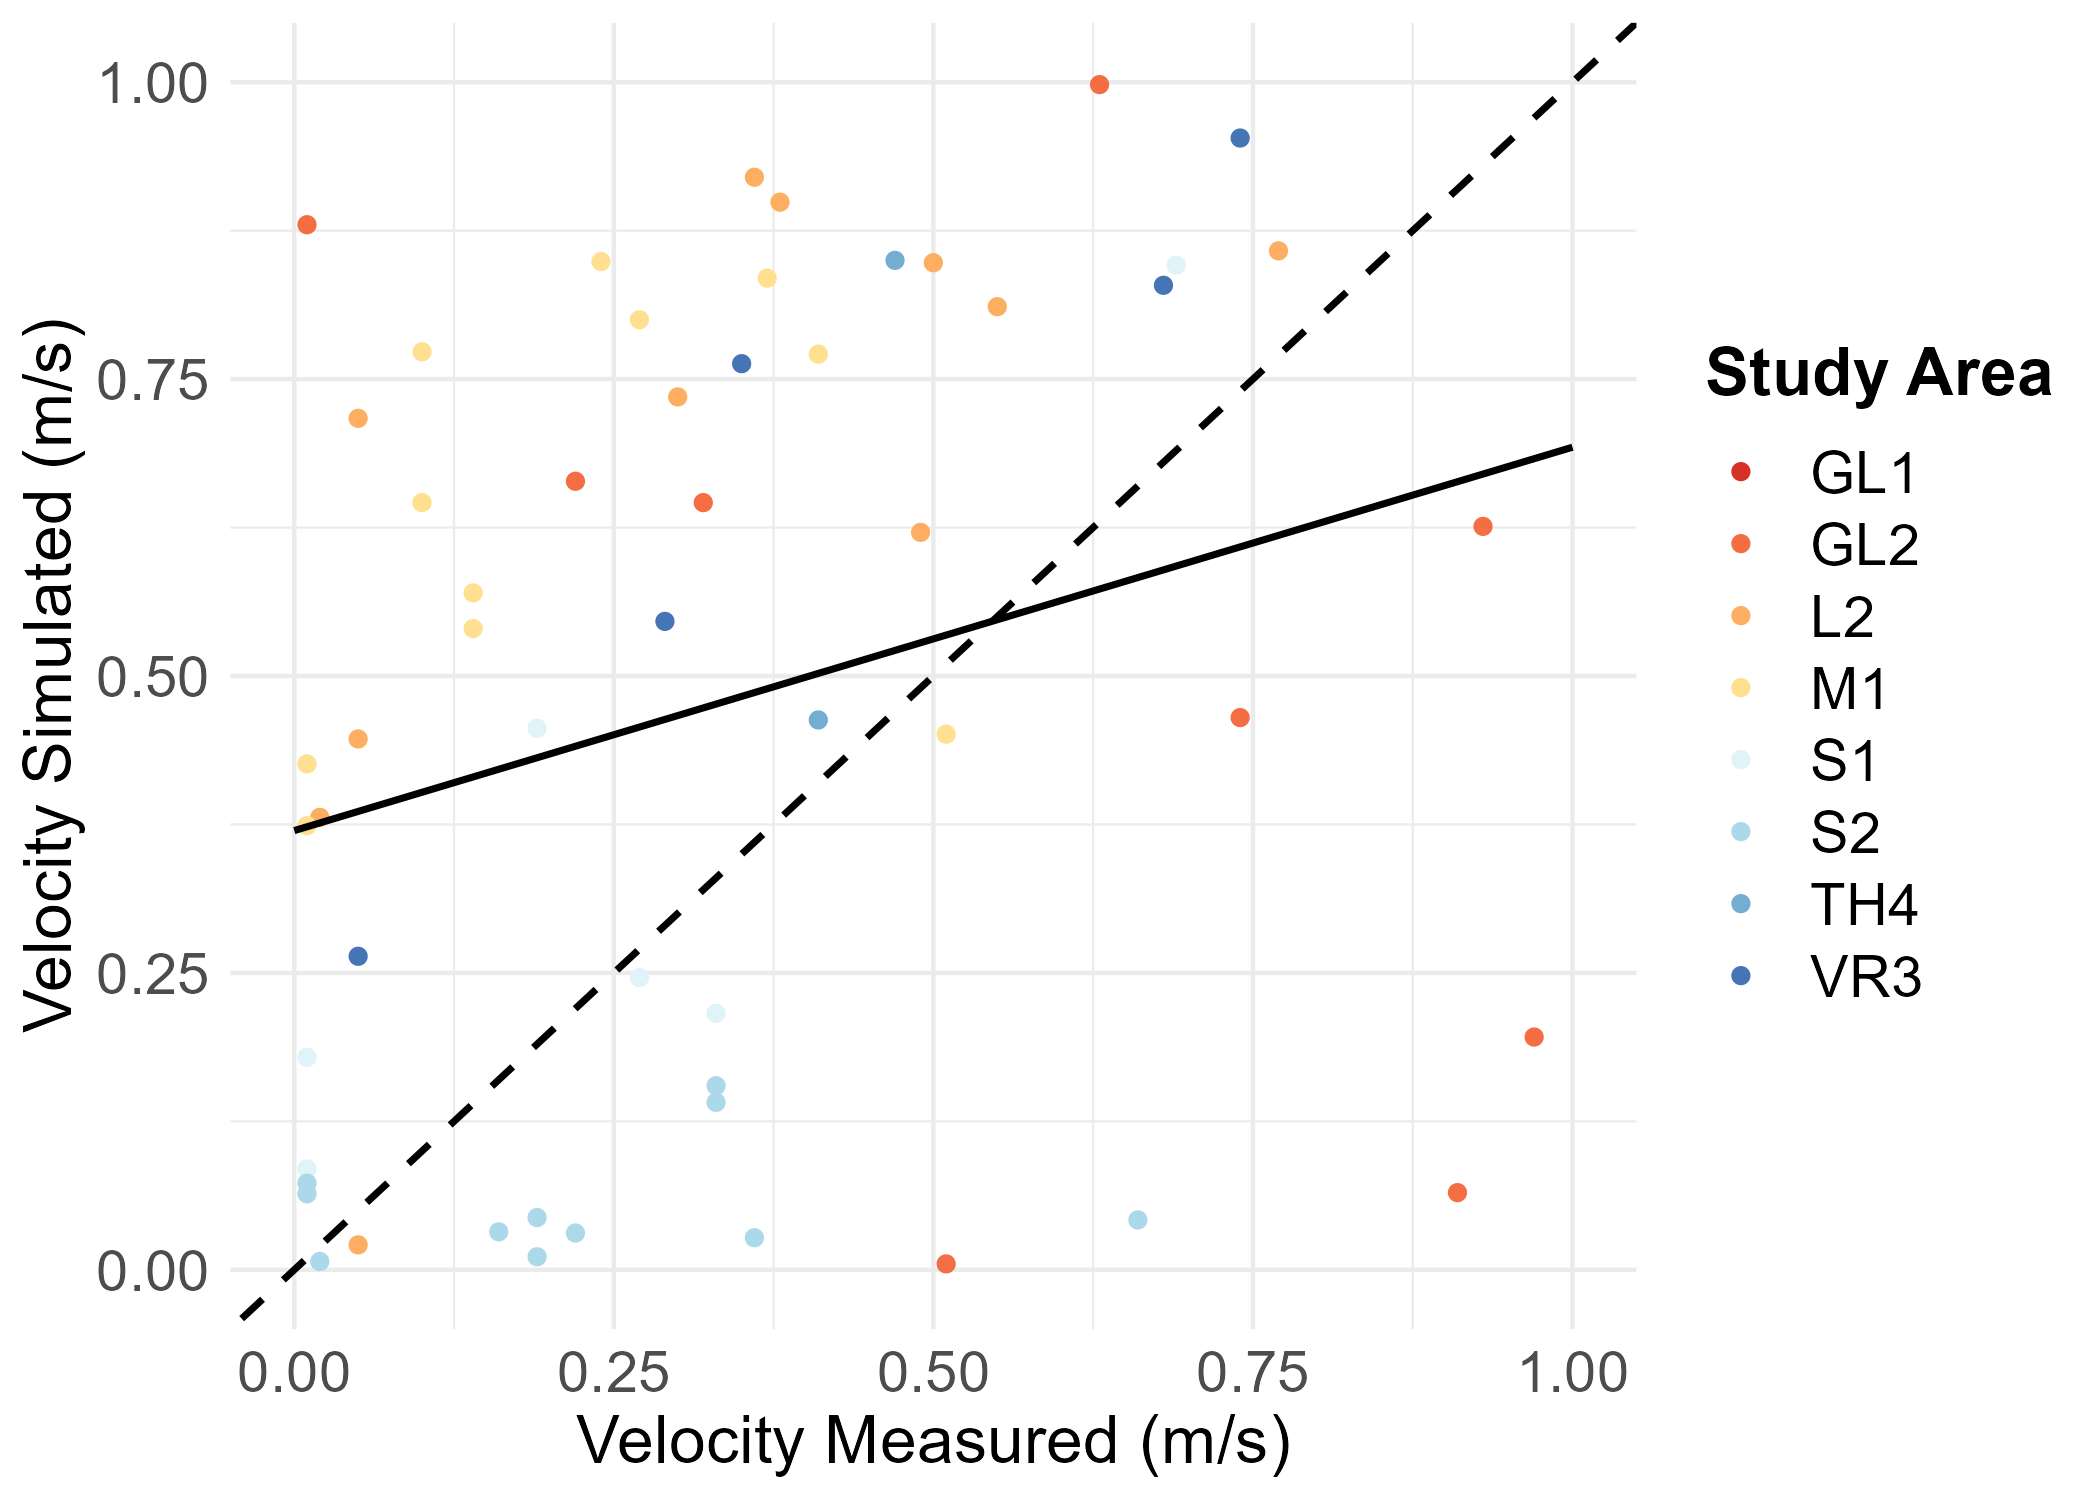 1.00
0.75
0.50
0.25
0.00
Velocity Simulated (m/s)
0.00 0.25 0.50 0.75 1.00
Velocity Measured (m/s)
Study Area
GL1
GL2
L2
M1
S1
S2
TH4
VR3